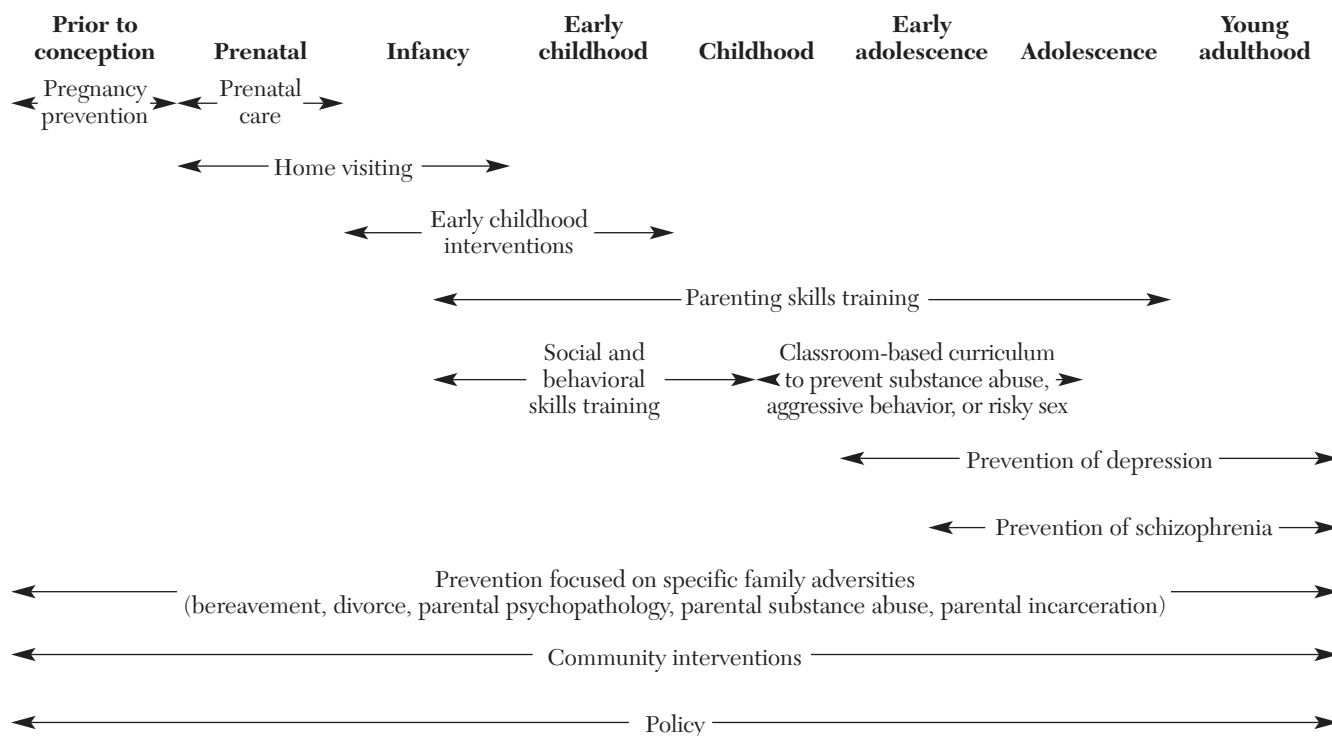 Prior to conception
Prenatal
Infancy
Early childhood
Childhood
Early adolescence
Adolescence
Young adulthood
Pregnancy
prevention
Prenatal
care
Home visiting
Early childhood
interventions
Parenting skills training
Social and
behavioral
skills training
Classroom-based curriculum
to prevent substance abuse,
aggressive behavior, or risky sex
Prevention of depression
Prevention of schizophrenia
Prevention focused on specific family adversities
(bereavement, divorce, parental psychopathology, parental substance abuse, parental incarceration)
Community interventions
Policy